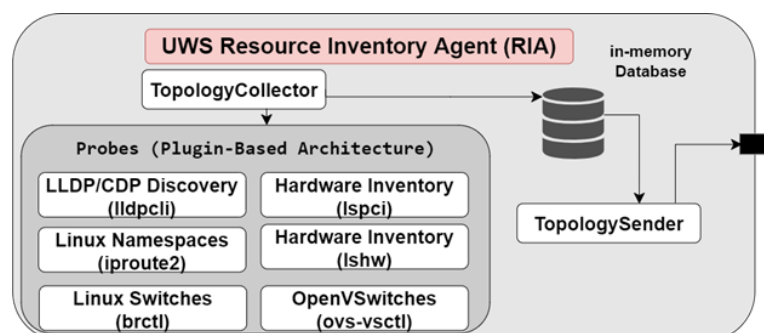 UWS Resource Inventory Agent (RIA)
in-memory
Database
TopologyCollector
Probes (Plugin-Based Architecture)
LLDP/CDP Discovery
(lldpcli)
Hardware Inventory
(lspci)
Linux Namespaces
(iproute2)
Hardware Inventory
(lshw)
Linux Switches
(brctl)
OpenVSwitches
(ovs-vsctl)
TopologySender